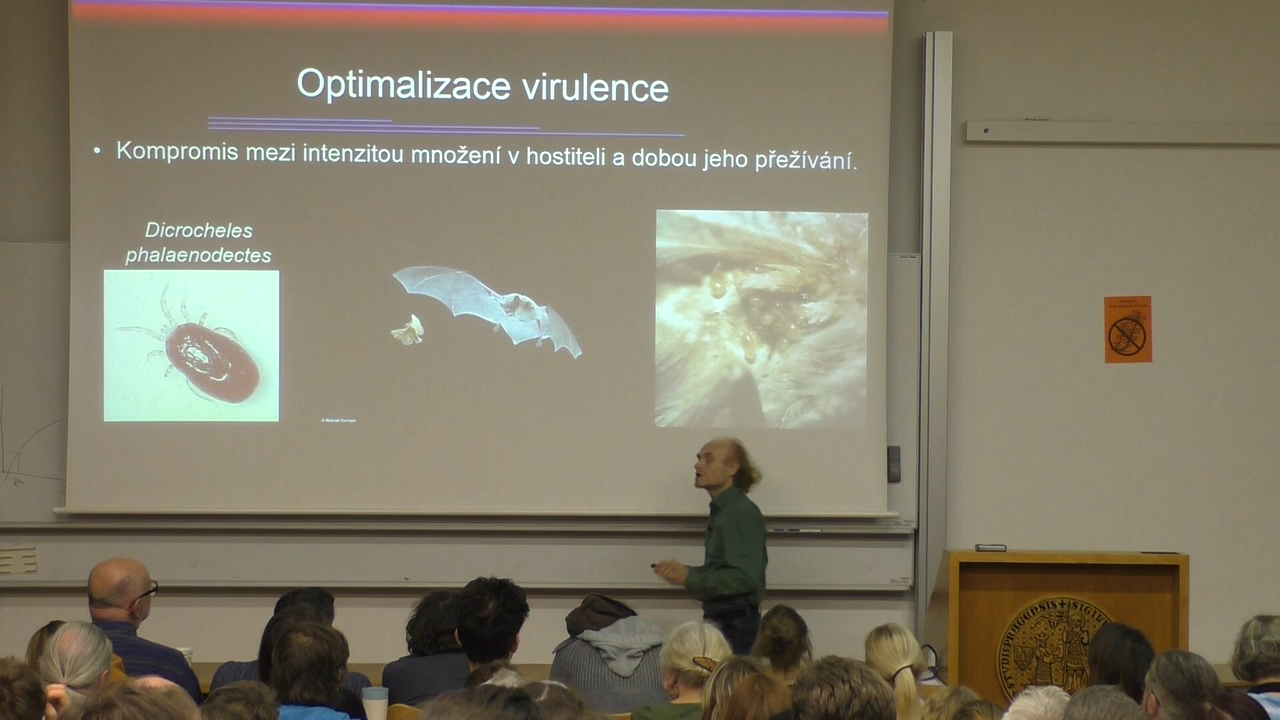 Optimalizace virulence
• Kompromis mezi intenzitou množení v hostiteli a dobou jeho přežívání.
Dicrocheles
phalaenodectes